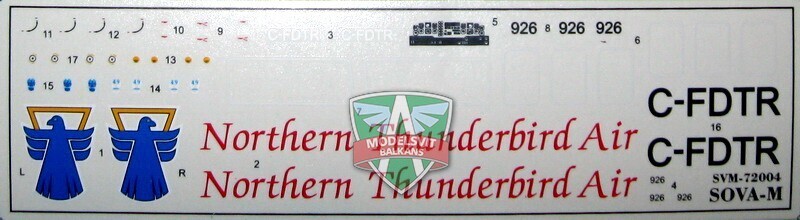 11 12 10 9 C-FDTR C-FDTR 3 5 926 8 926 926 6
17 13
15 14
C-FDTR
16
C-FDTR
L 1 R
Northern Thunderbird Air
2
Northern Thunderbird Air
MODELSVIT
BALKANS
926 4 926 926
SVM-72004
SOVA-M